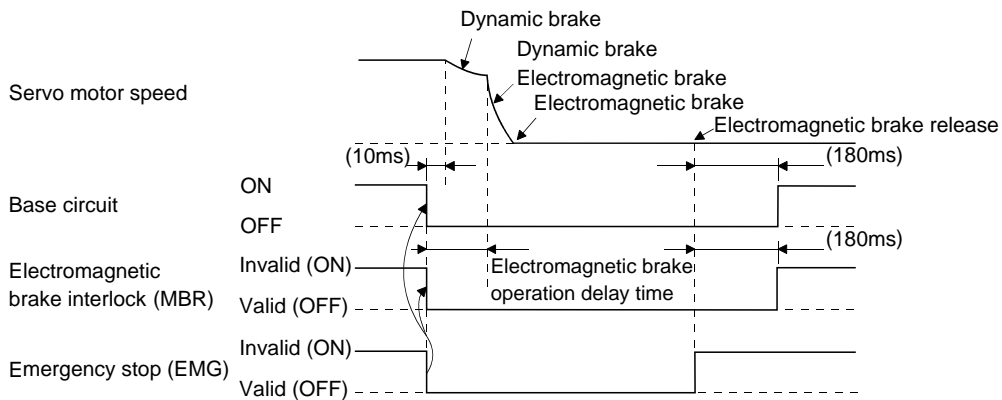 Dynamic brake
Dynamic brake
Electromagnetic brake
Electromagnetic brake
Servo motor speed
Electromagnetic brake release
(10ms)
(180ms)
ON
Base circuit
OFF
(180ms)
Electromagnetic
brake interlock (MBR)
Invalid (ON)
Electromagnetic brake
operation delay time
Valid (OFF)
Invalid (ON)
Emergency stop (EMG)
Valid (OFF)